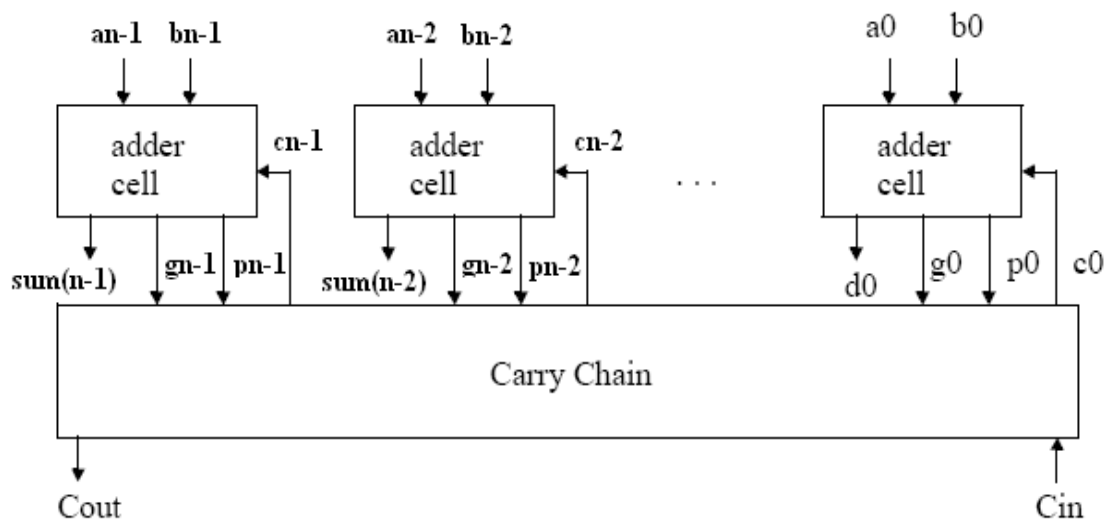 an-1 bn-1 an-2 bn-2 a0 b0
adder cell cn-1 adder cell cn-2 ... adder cell
sum(n-1) gn-1 pn-1 sum(n-2) gn-2 pn-2 d0 g0 p0 c0
Carry Chain
Cout Cin